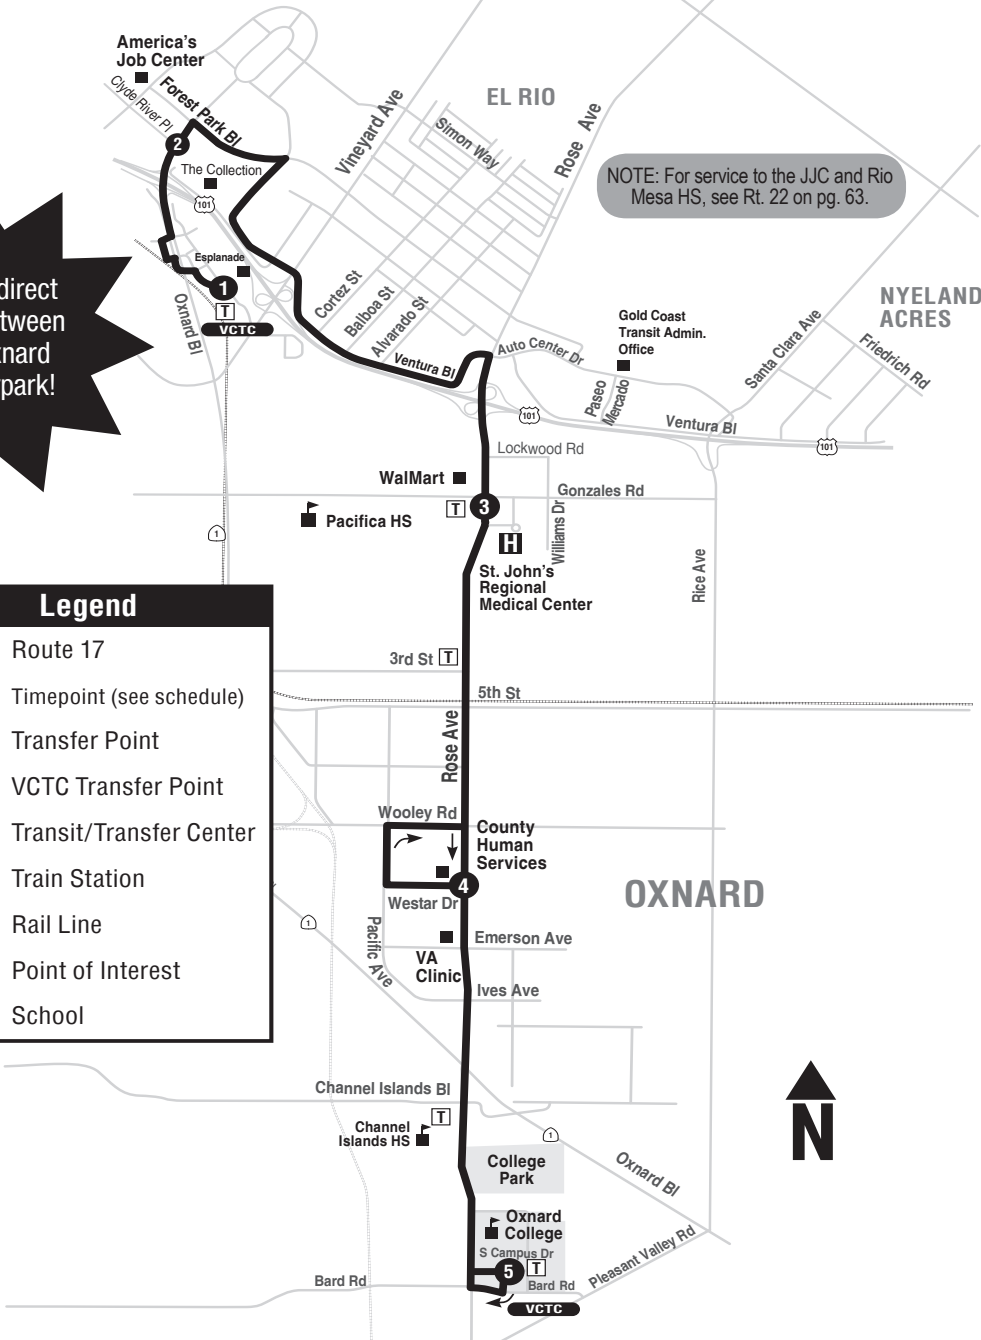 America's
Job Center
Clyde River Pl
Forest Park Bl
2
The Collection
101
Esplanade
1
T
VCTC
Oxnard Bl
Vineyard Ave
EL RIO
Simon Way
Rose Ave
NOTE: For service to the JJC and Rio
Mesa HS, see Rt. 22 on pg. 63.
direct
Cortez St
Balboa St
Alvarado St
Ventura Bl
Auto Center Dr
Gold Coast
Transit Admin.
Office
Paseo
Mercado
NYELAND
ACRES
Santa Clara Ave
Friedrich Rd
101
Ventura Bl
101
Lockwood Rd
WalMart
Gonzales Rd
T
3
Pacifica HS
Williams Dr
H
St. John's
Regional
Medical Center
Rice Ave
1
Legend
Route 17
Timepoint (see schedule)
Transfer Point
VCTC Transfer Point
Transit/Transfer Center
Train Station
Rail Line
Point of Interest
School
3rd St T
5th St
Rose Ave
Wooley Rd
County
Human
Services
4
Westar Dr
OXNARD
1
Pacific Ave
Emerson Ave
VA
Clinic
Ives Ave
Channel Islands Bl
T
Channel
Islands HS
1
College
Park
Oxnard Bl
Oxnard
College
S Campus Dr
5
T
Bard Rd
Bard Rd
Pleasant Valley Rd
VCTC
N